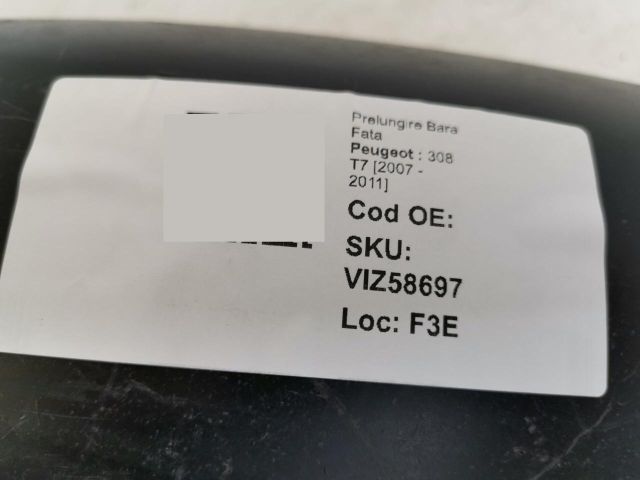 Prelungire Bara
Fata
Peugeot : 308
T7 [2007 -
2011]
Cod OE:
SKU:
VIZ58697
Loc: F3E